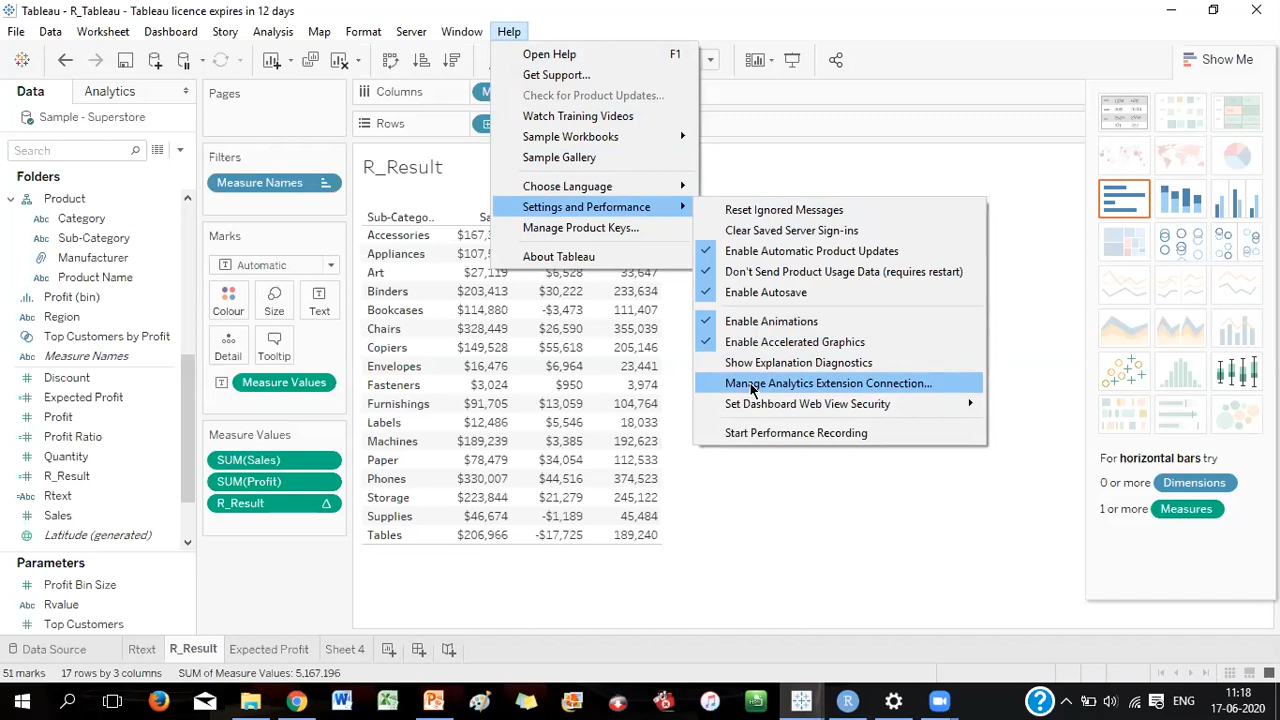 Tableau - R_Tableau - Tableau licence expires in 12 days
File Data Worksheet Dashboard Story Analysis Map Format Server Window Help
Show Me
Data Analytics
Sample - Superstore
Search
Folders
Product
Category
Sub-Category
Manufacturer
Product Name
Profit (bin)
Region
Top Customers by Profit
Measure Names
Discount
Expected Profit
Profit
Profit Ratio
Quantity
R_Result
Rtext
Sales
Latitude (generated)
Parameters
Profit Bin Size
Rvalue
Top Customers
Pages
Filters
Measure Names
Marks
Automatic
Colour Size Text
Detail Tooltip
Measure Values
Measure Values
SUM(Sales)
SUM(Profit)
R_Result
Columns
Rows
R_Result
Sub-Catego..
Accessories
Appliances
Art $27,119 $6,528 33,647
Binders $203,413 $30,222 233,634
Bookcases $114,880 -$3,473 111,407
Chairs $328,449 $26,590 355,039
Copiers $149,528 $55,618 205,146
Envelopes $16,476 $6,964 23,441
Fasteners $3,024 $950 3,974
Furnishings $91,705 $13,059 104,764
Labels $12,486 $5,546 18,033
Machines $189,239 $3,385 192,623
Paper $78,479 $34,054 112,533
Phones $330,007 $44,516 374,523
Storage $223,844 $21,279 245,122
Supplies $46,674 -$1,189 45,484
Tables $206,966 -$17,725 189,240
Open Help F1
Get Support...
Check for Product Updates...
Watch Training Videos
Sample Workbooks
Sample Gallery
Choose Language
Settings and Performance
Manage Product Keys...
About Tableau
Reset Ignored Messages
Clear Saved Server Sign-ins
Enable Automatic Product Updates
Don't Send Product Usage Data (requires restart)
Enable Autosave
Enable Animations
Enable Accelerated Graphics
Show Explanation Diagnostics
Manage Analytics Extension Connection...
Set Dashboard Web View Security
Start Performance Recording
For horizontal bars try
0 or more Dimensions
1 or more Measures
Data Source Rtext R_Result Expected Profit Sheet 4
51 marks 17 rows by 3 columns SUM of Measure Values: 5,167,196
ENG
11:18
17-06-2020